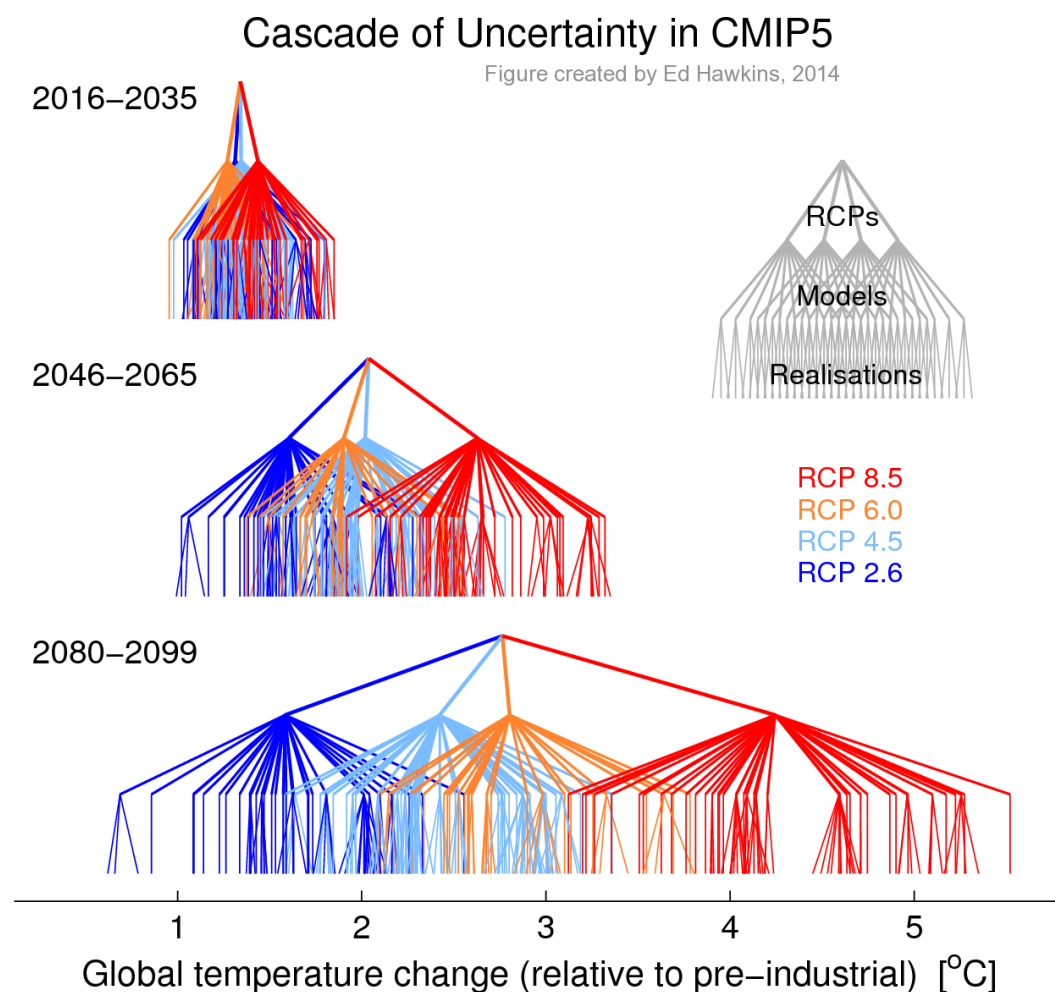 Cascade of Uncertainty in CMIP5
Figure created by Ed Hawkins, 2014
2016−2035
RCPs
Models
Realisations
2046−2065
RCP 8.5
RCP 6.0
RCP 4.5
RCP 2.6
2080−2099
1 2 3 4 5
Global temperature change (relative to pre−industrial) [°C]